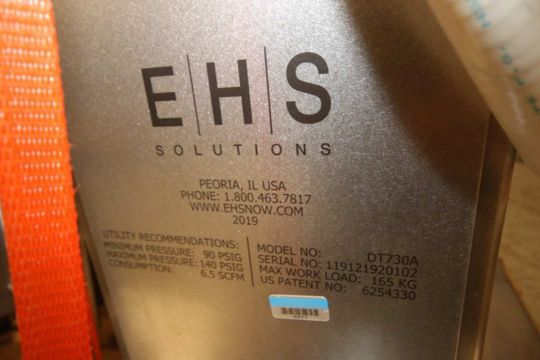 E|H|S
SOLUTIONS
PEORIA, IL USA
PHONE: 1.800.463.7817
WWW.EHSNOW.COM
2019
UTILITY RECOMMENDATIONS:
MINIMUM PRESSURE: 90 PSIG
MAXIMUM PRESSURE: 140 PSIG
CONSUMPTION: 6.5 SCFM
MODEL NO: DT730A
SERIAL NO: 119121920102
MAX WORK LOAD: 165 KG
US PATENT NO: 6254330